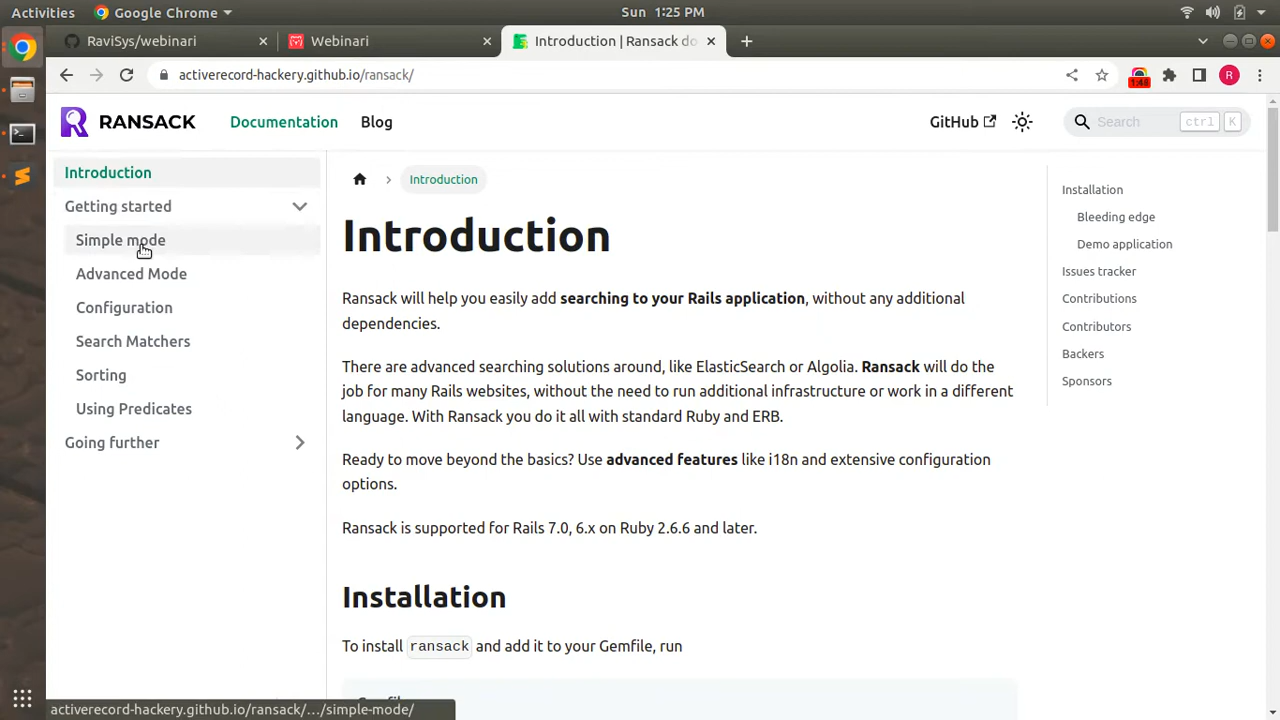 Activities
Google Chrome
Sun 1:25 PM
RaviSys/webinari
Webinari
Introduction | Ransack do
activerecord-hackery.github.io/ransack/
1:48
R
RANSACK
Documentation
Blog
GitHub
Search
ctrl
K
Introduction
Getting started
Simple mode
Advanced Mode
Configuration
Search Matchers
Sorting
Using Predicates
Going further
Introduction
Introduction
Ransack will help you easily add searching to your Rails application, without any additional
dependencies.
There are advanced searching solutions around, like ElasticSearch or Algolia. Ransack will do the
job for many Rails websites, without the need to run additional infrastructure or work in a different
language. With Ransack you do it all with standard Ruby and ERB.
Ready to move beyond the basics? Use advanced features like i18n and extensive configuration
options.
Ransack is supported for Rails 7.0, 6.x on Ruby 2.6.6 and later.
Installation
To install ransack and add it to your Gemfile, run
Installation
Bleeding edge
Demo application
Issues tracker
Contributions
Contributors
Backers
Sponsors
activerecord-hackery.github.io/ransack/…/simple-mode/